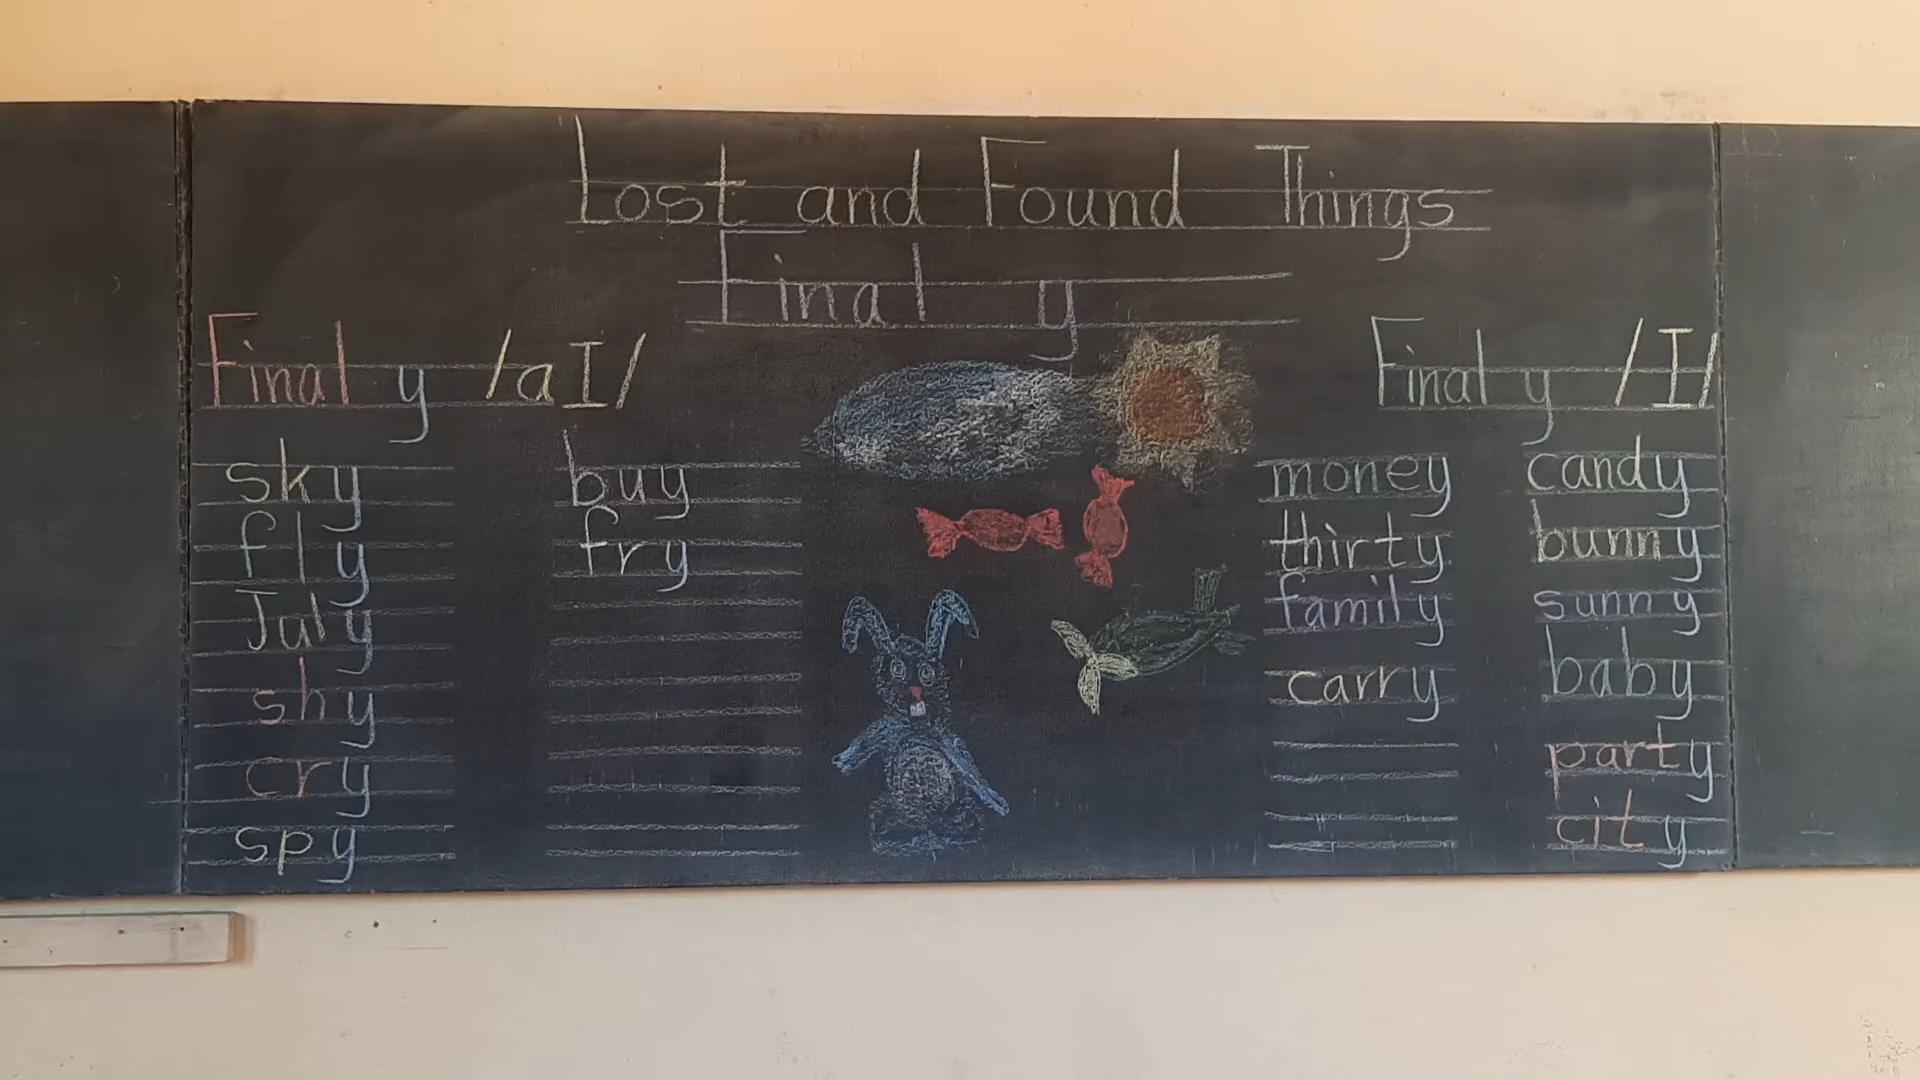 Lost and Found Things
Final y
Final y /aI/
sky
fly
July
shy
cry
spy
buy
fry
Final y /I/
money
thirty
family
carry
candy
bunny
sunny
baby
party
city